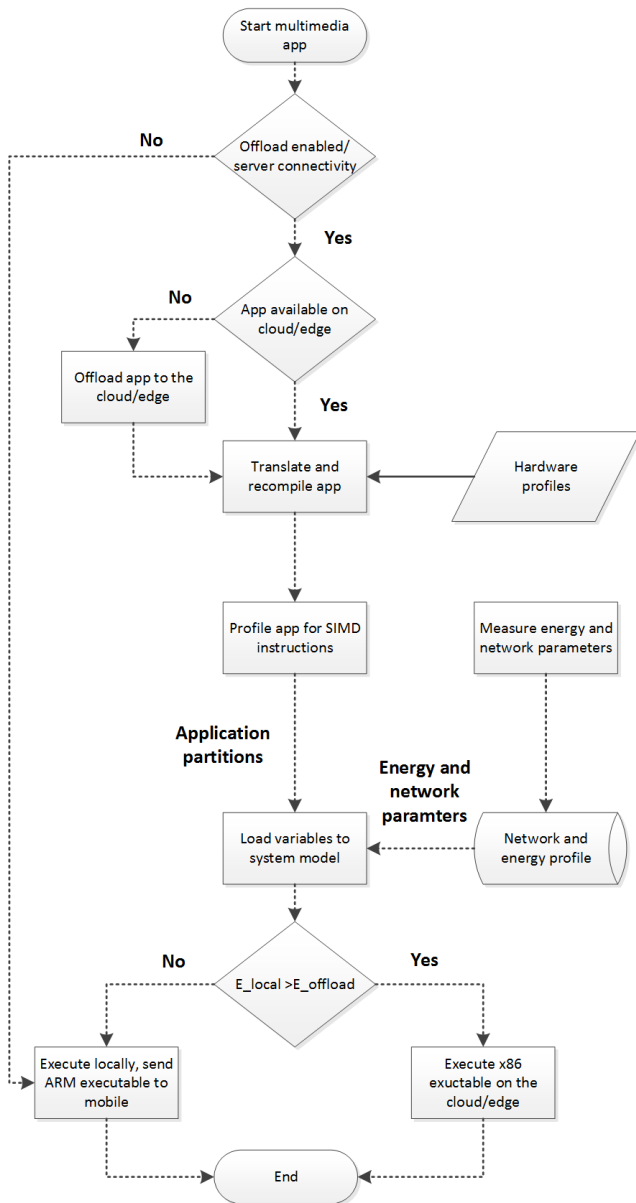 Start multimedia
app
No
Offload enabled/
server connectivity
Yes
No
App available on
cloud/edge
Offload app to the
cloud/edge
Yes
Translate and
recompile app
Hardware
profiles
Profile app for SIMD
instructions
Measure energy and
network parameters
Application
partitions
Energy and
network
paramters
Load variables to
system model
Network and
energy profile
No
E_local >E_offload
Yes
Execute locally, send
ARM executable to
mobile
Execute x86
exuctable on the
cloud/edge
End